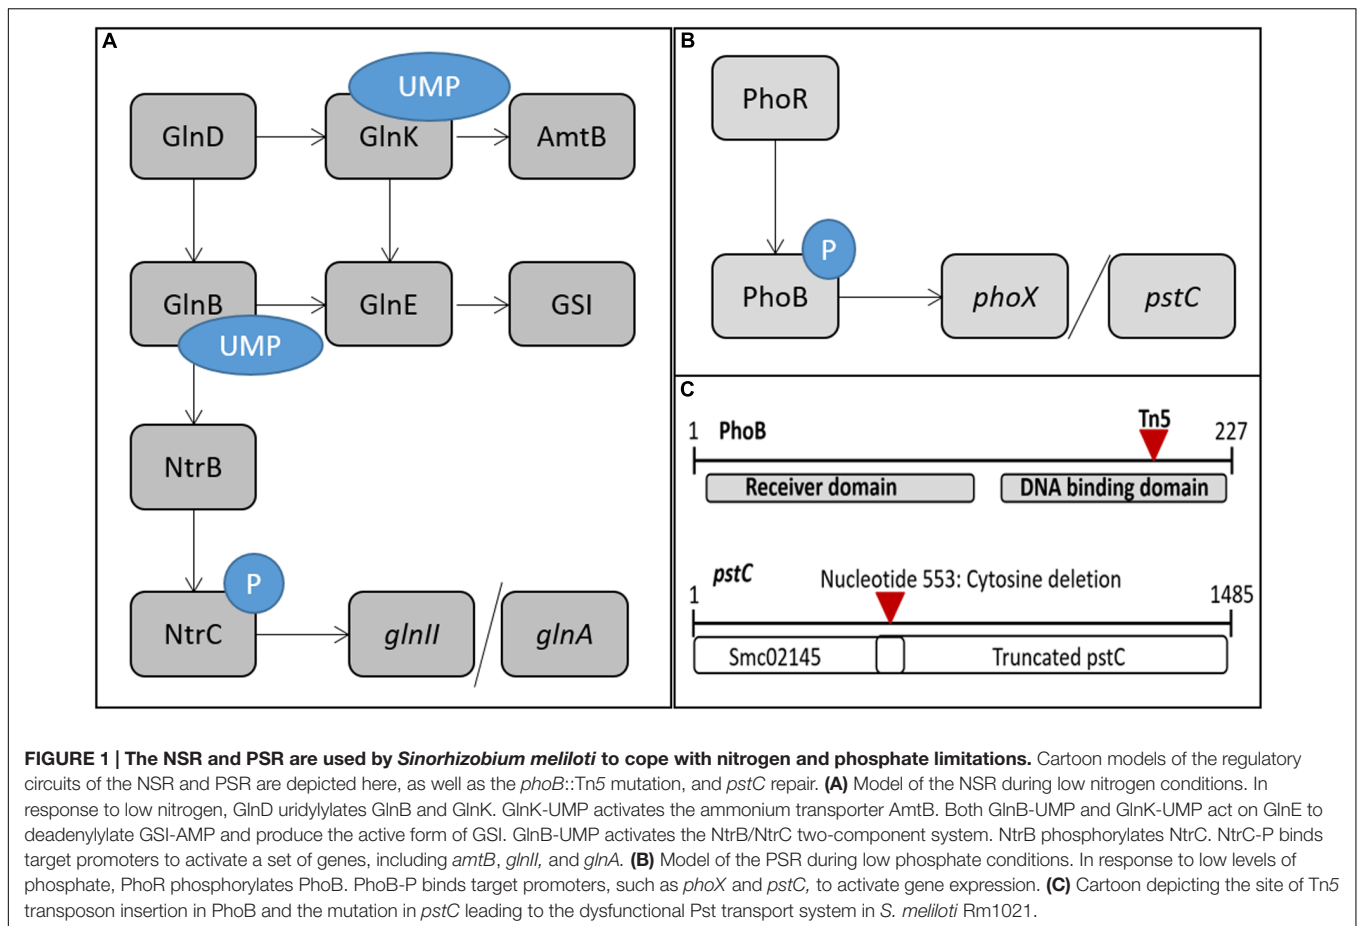 A
UMP
GlnD
GlnK
AmtB
GlnB
GlnE
GSI
UMP
NtrB
P
NtrC
glnII
glnA
B
PhoR
P
PhoB
phoX
pstC
C
Tn5
1 PhoB 227
Receiver domain DNA binding domain
pstC Nucleotide 553: Cytosine deletion
1 1485
Smc02145 Truncated pstC
FIGURE 1 | The NSR and PSR are used by Sinorhizobium meliloti to cope with nitrogen and phosphate limitations. Cartoon models of the regulatory
circuits of the NSR and PSR are depicted here, as well as the phoB::Tn5 mutation, and pstC repair. (A) Model of the NSR during low nitrogen conditions. In
response to low nitrogen, GlnD uridylylates GlnB and GlnK. GlnK-UMP activates the ammonium transporter AmtB. Both GlnB-UMP and GlnK-UMP act on GlnE to
deadenylylate GSI-AMP and produce the active form of GSI. GlnB-UMP activates the NtrB/NtrC two-component system. NtrB phosphorylates NtrC. NtrC-P binds
target promoters to activate a set of genes, including amtB, glnII, and glnA. (B) Model of the PSR during low phosphate conditions. In response to low levels of
phosphate, PhoR phosphorylates PhoB. PhoB-P binds target promoters, such as phoX and pstC, to activate gene expression. (C) Cartoon depicting the site of Tn5
transposon insertion in PhoB and the mutation in pstC leading to the dysfunctional Pst transport system in S. meliloti Rm1021.